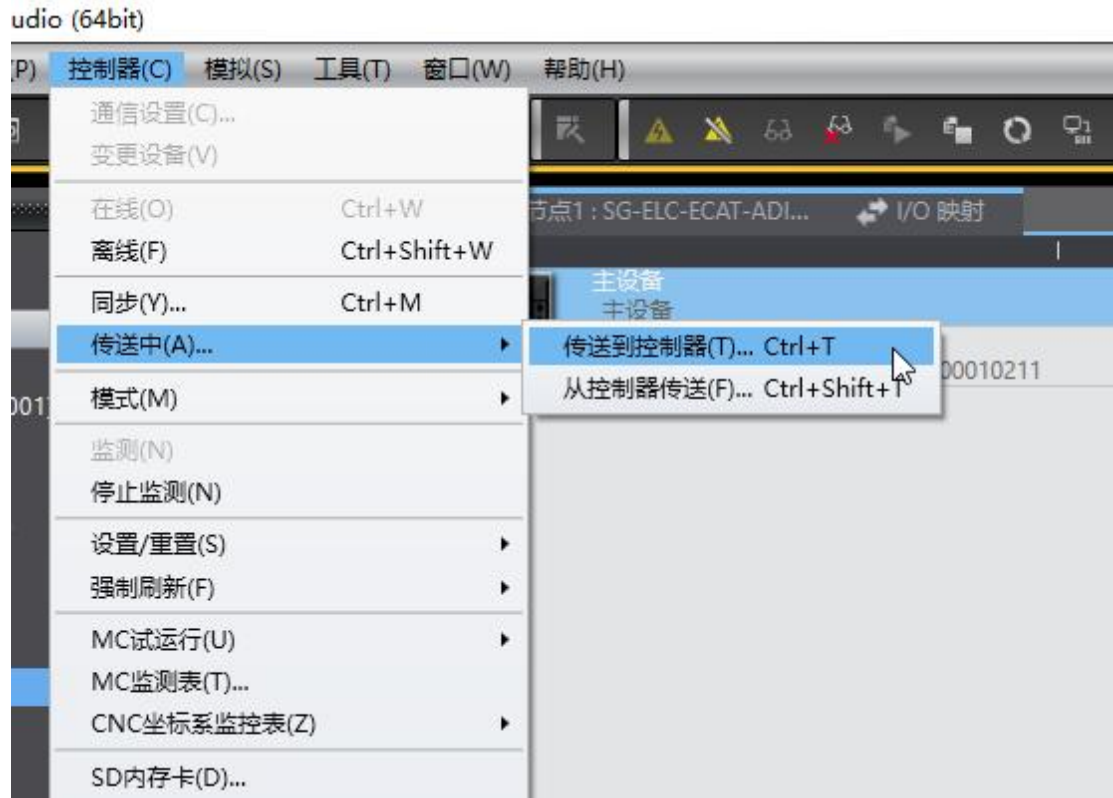 udio (64bit)
(P) 控制器(C) 模拟(S) 工具(T) 窗口(W) 帮助(H)
通信设置(C)...
变更设备(V)
在线(O) Ctrl+W
离线(F) Ctrl+Shift+W
同步(Y)... Ctrl+M
传送中(A)...
模式(M)
监测(N)
停止监测(N)
设置/重置(S)
强制刷新(F)
MC试运行(U)
MC监测表(T)...
CNC坐标系监控表(Z)
SD内存卡(D)...
节点1 : SG-ELC-ECAT-ADI... I/O 映射
主设备
主设备
传送到控制器(T)... Ctrl+T
从控制器传送(F)... Ctrl+Shift+T
00010211
001